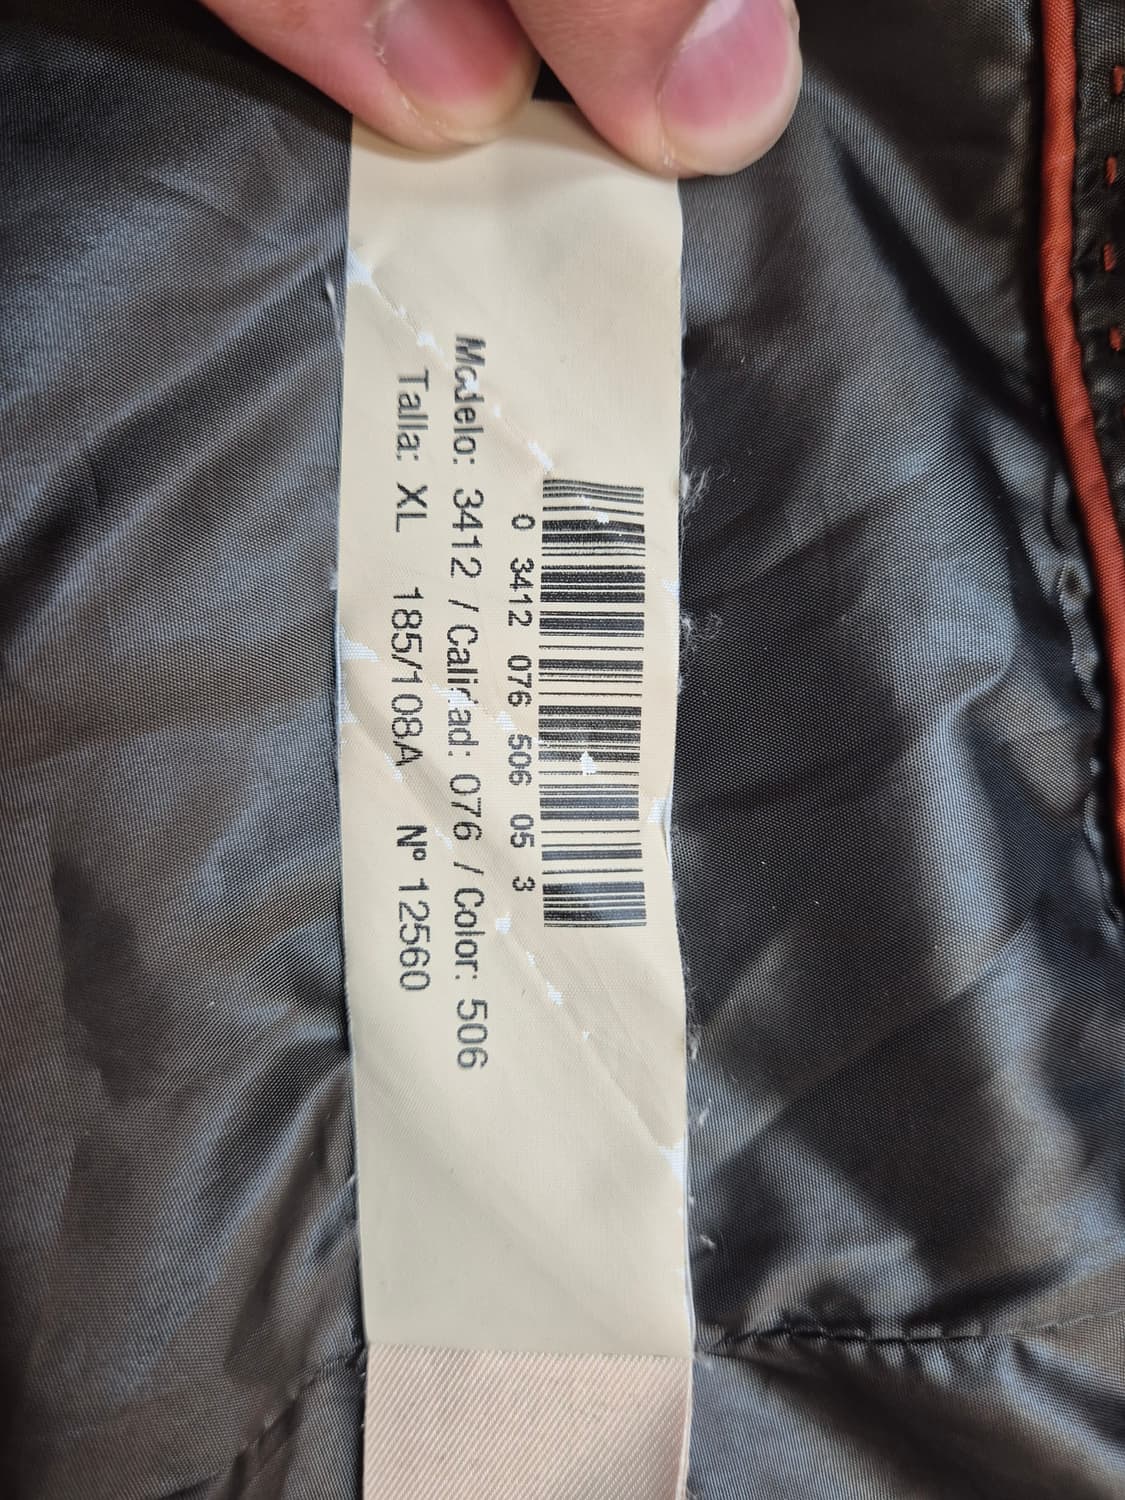 0 3412 076 506 05 3
Modelo: 3412 / Calidad: 076 / Color: 506
Talla: XL 185/108A Nº 12560